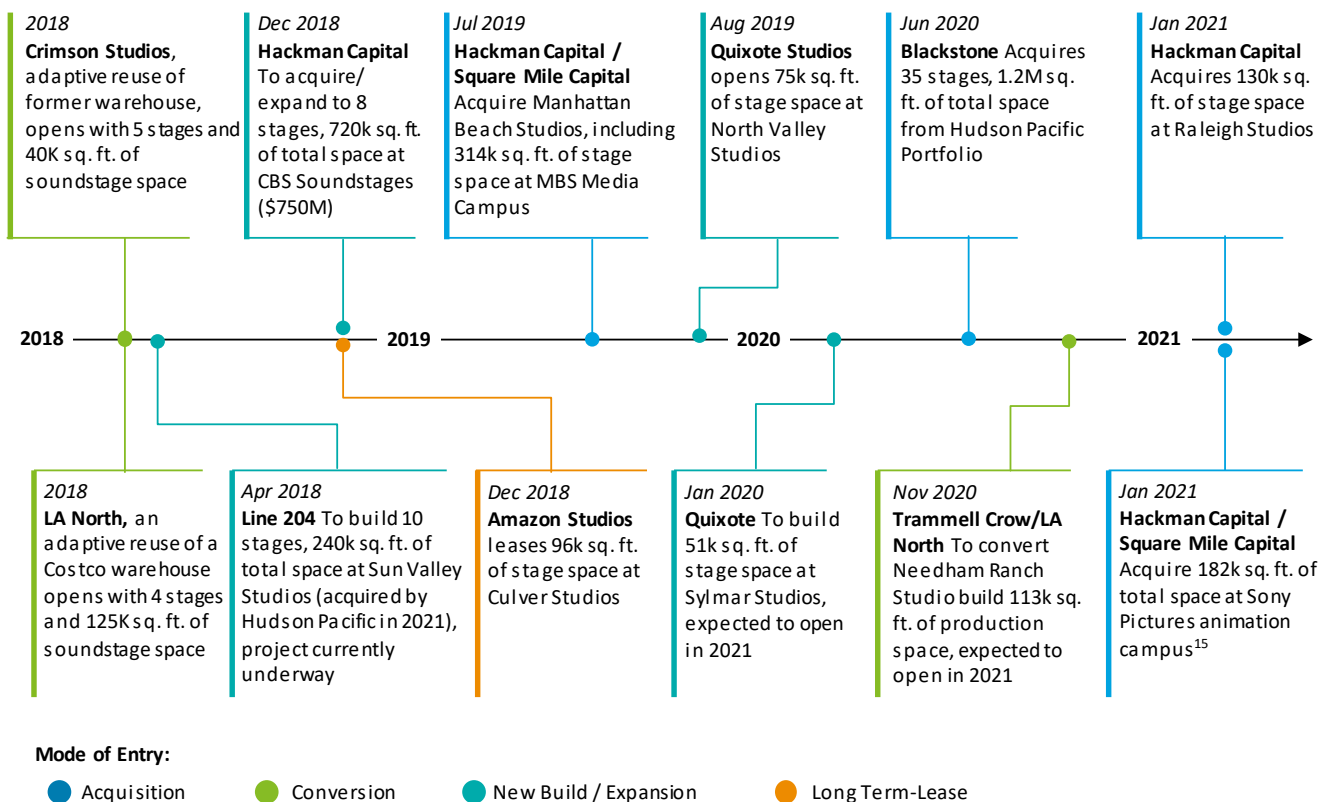 2018
Crimson Studios,
adaptive reuse of
former warehouse,
opens with 5 stages and
40K sq. ft. of
soundstage space
Dec 2018
Hackman Capital
To acquire/
expand to 8
stages, 720k sq. ft.
of total space at
CBS Soundstages
($750M)
Jul 2019
Hackman Capital /
Square Mile Capital
Acquire Manhattan
Beach Studios, including
314k sq. ft. of stage
space at MBS Media
Campus
Aug 2019
Quixote Studios
opens 75k sq. ft.
of stage space at
North Valley
Studios
Jun 2020
Blackstone Acquires
35 stages, 1.2M sq.
ft. of total space
from Hudson Pacific
Portfolio
Jan 2021
Hackman Capital
Acquires 130k sq.
ft. of stage space
at Raleigh Studios
2018
2019
2020
2021
2018
LA North, an
adaptive reuse of a
Costco warehouse
opens with 4 stages
and 125K sq. ft. of
soundstage space
Apr 2018
Line 204 To build 10
stages, 240k sq. ft. of
total space at Sun Valley
Studios (acquired by
Hudson Pacific in 2021),
project currently
underway
Dec 2018
Amazon Studios
leases 96k sq. ft.
of stage space at
Culver Studios
Jan 2020
Quixote To build
51k sq. ft. of
stage space at
Sylmar Studios,
expected to open
in 2021
Nov 2020
Trammell Crow/LA
North To convert
Needham Ranch
Studio build 113k sq.
ft. of production
space, expected to
open in 2021
Jan 2021
Hackman Capital /
Square Mile Capital
Acquire 182k sq. ft. of
total space at Sony
Pictures animation
campus¹⁵
Mode of Entry:
Acquisition
Conversion
New Build / Expansion
Long Term-Lease